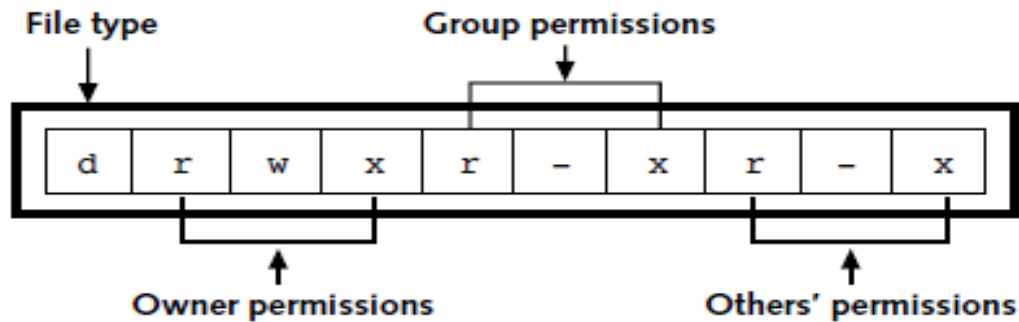 File type Group permissions
d r w x r - x r - x
Owner permissions Others' permissions